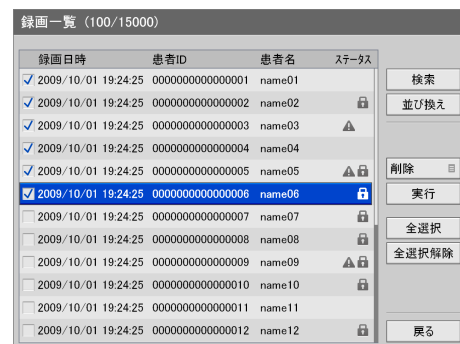 録画一覧（100/15000）
録画日時 患者ID 患者名 ステータス
2009/10/01 19:24:25 0000000000000001 name01
2009/10/01 19:24:25 0000000000000002 name02
2009/10/01 19:24:25 0000000000000003 name03
2009/10/01 19:24:25 0000000000000004 name04
2009/10/01 19:24:25 0000000000000005 name05
2009/10/01 19:24:25 0000000000000006 name06
2009/10/01 19:24:25 0000000000000007 name07
2009/10/01 19:24:25 0000000000000008 name08
2009/10/01 19:24:25 0000000000000009 name09
2009/10/01 19:24:25 0000000000000010 name10
2009/10/01 19:24:25 0000000000000011 name11
2009/10/01 19:24:25 0000000000000012 name12
検索
並び換え
削除
実行
全選択
全選択解除
戻る